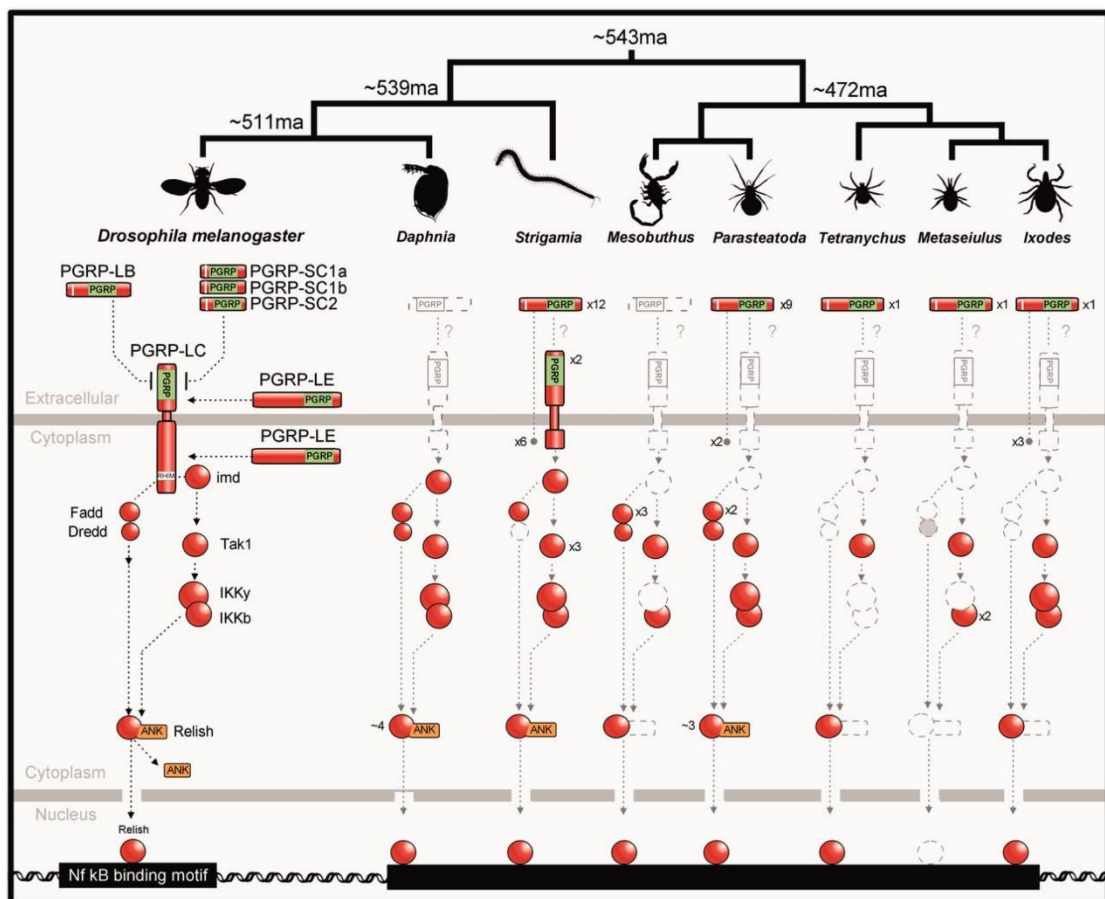 ~543ma
~539ma
~472ma
~511ma
Drosophila melanogaster
Daphnia
Strigamia
Mesobuthus
Parasteatoda
Tetranychus
Metaseiulus
Ixodes
PGRP-LB
PGRP
PGRP PGRP-SC1a
PGRP PGRP-SC1b
PGRP PGRP-SC2
PGRP
PGRP x12
PGRP
PGRP x9
PGRP x1
PGRP x1
PGRP x1
? ? ? ? ? ? ?
PGRP-LC
PGRP
PGRP-LE
PGRP
PGRP
PGRP x2
PGRP
PGRP
PGRP
PGRP
PGRP
Extracellular
Cytoplasm
PGRP-LE
PGRP
x6
x2
x3
RHIM
imd
Fadd
Dredd
x3
x2
Tak1
x3
IKKy
IKKb
x2
ANK Relish
~4 ANK
ANK
~3 ANK
ANK
Cytoplasm
Nucleus
Relish
Nf kB binding motif